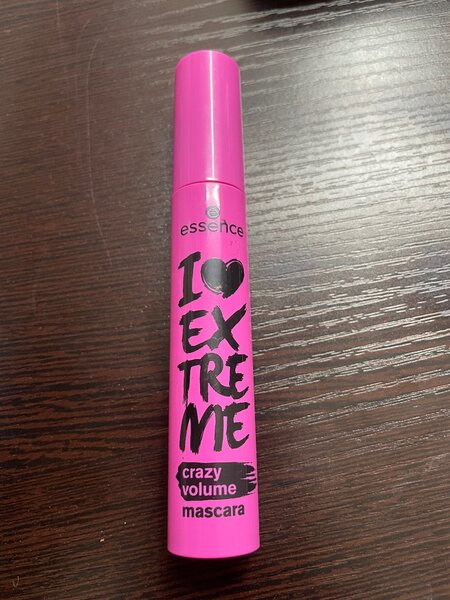 essence
I ♥
EX
TRE
ME
crazy
volume
mascara